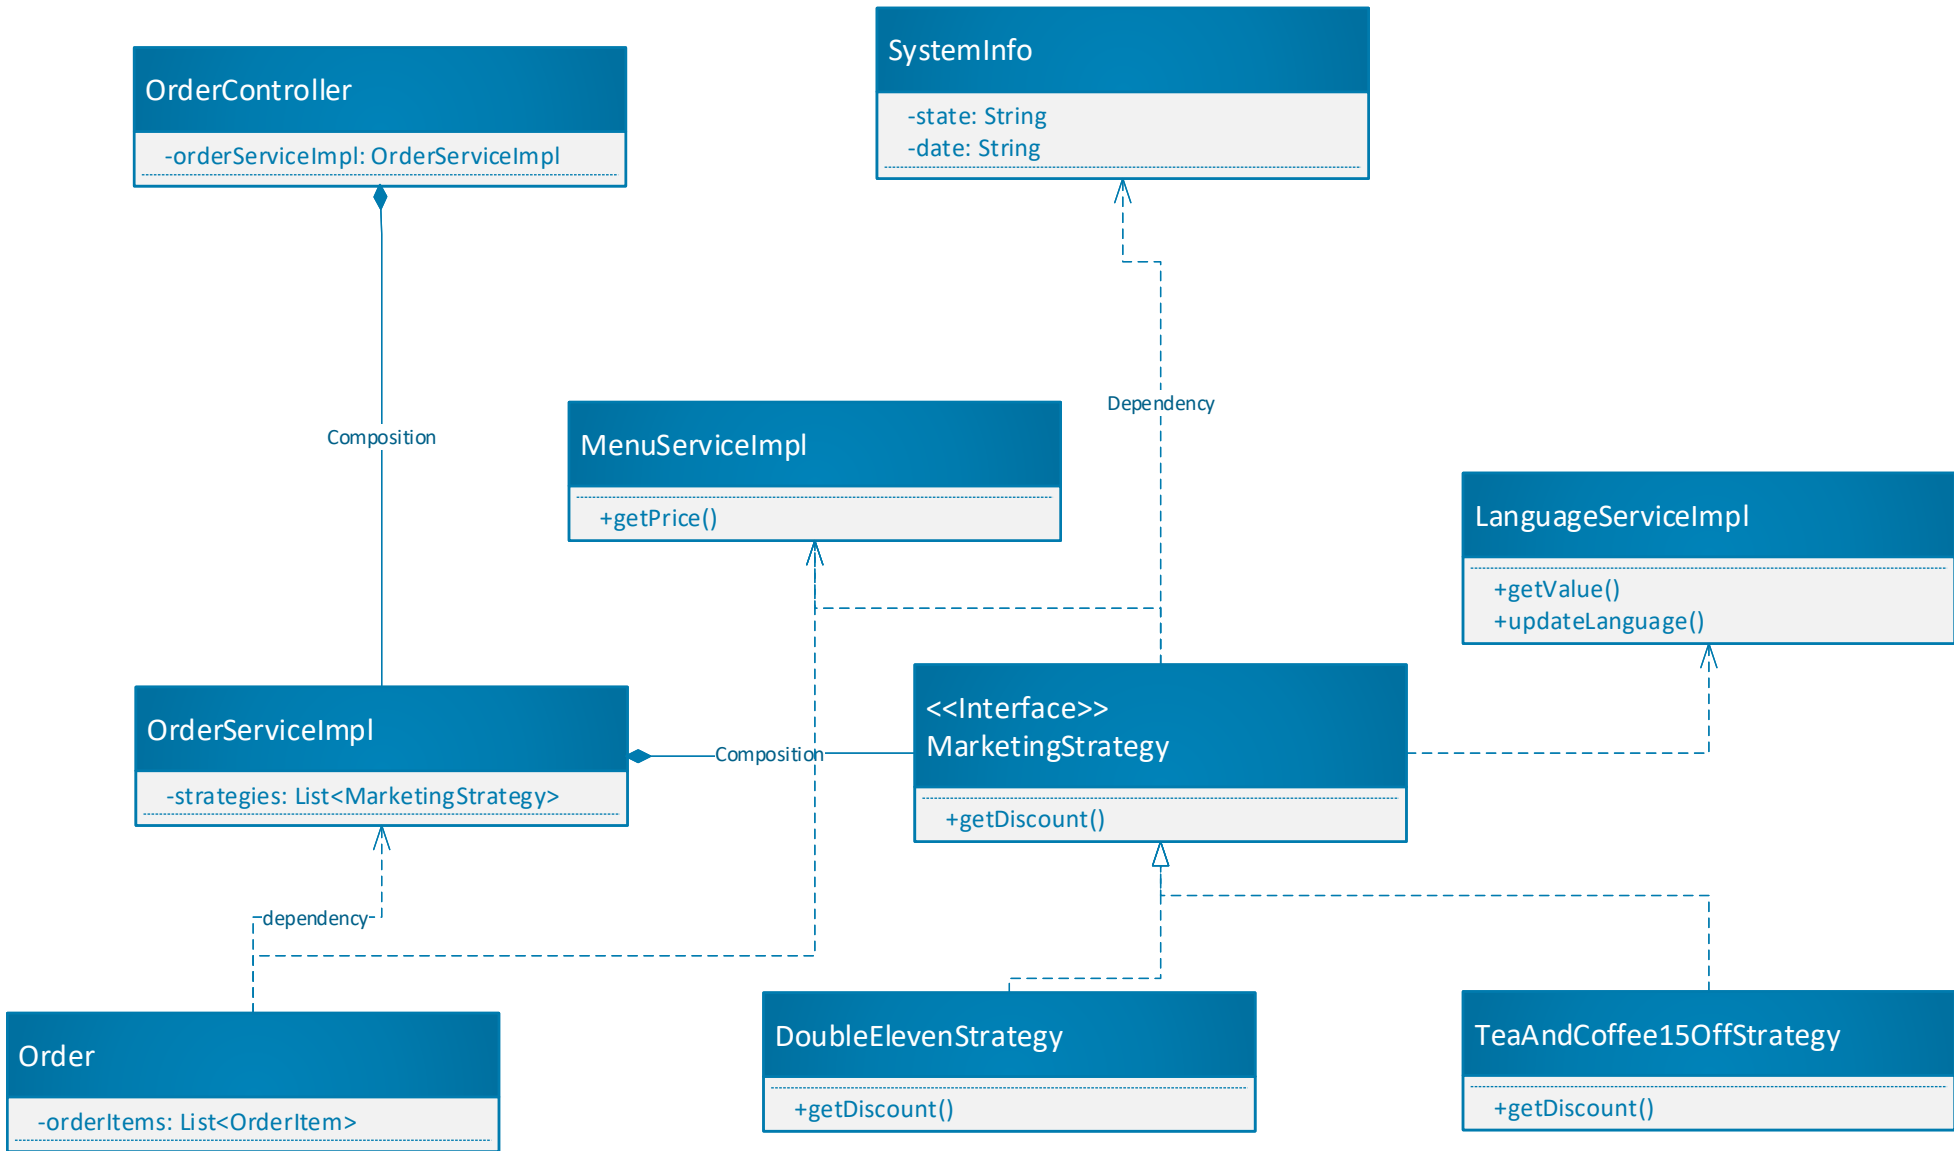 SystemInfo
-state: String
-date: String
OrderController
-orderServiceImpl: OrderServiceImpl
Dependency
Composition
MenuServiceImpl
+getPrice()
LanguageServiceImpl
+getValue()
+updateLanguage()
OrderServiceImpl
-strategies: List<MarketingStrategy>
Composition
<<Interface>>
MarketingStrategy
+getDiscount()
dependency
Order
-orderItems: List<OrderItem>
DoubleElevenStrategy
+getDiscount()
TeaAndCoffee15OffStrategy
+getDiscount()